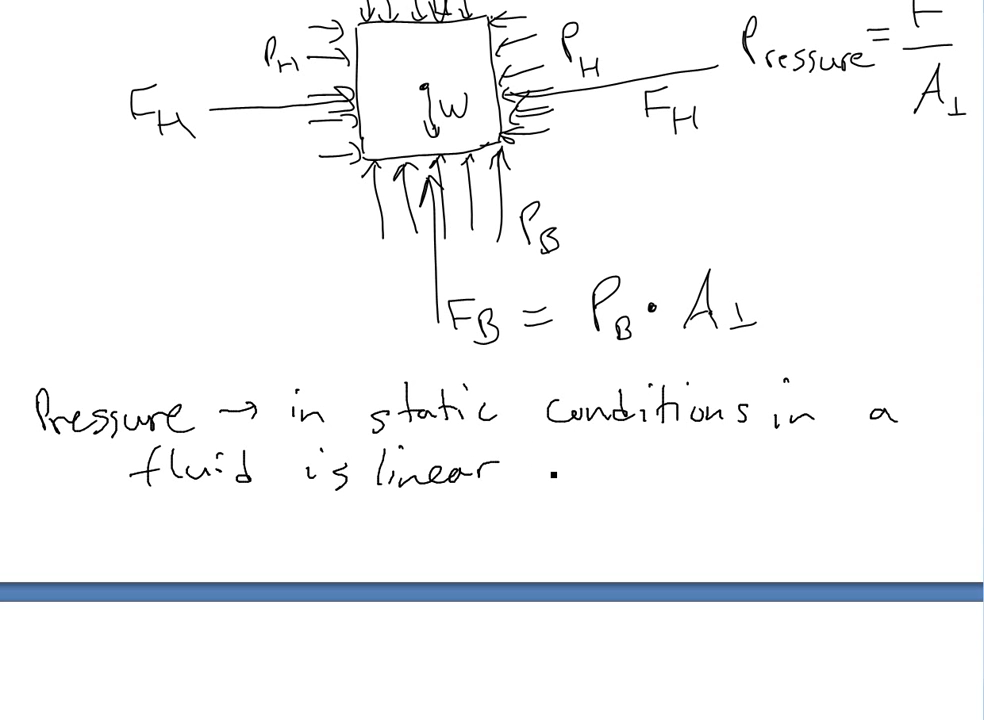 P_H
P_H
Pressure = F/A⊥
F_H
W
F_H
P_B
F_B = P_B · A⊥
Pressure → in static conditions in a
fluid is linear .